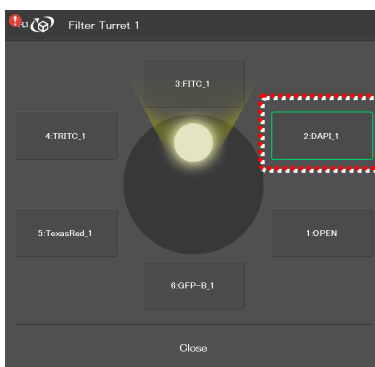 Filter Turret 1
3:FITC_1
4:TRITC_1
2:DAPI_1
5:TexasRed_1
1:OPEN
6:GFP-B_1
Close